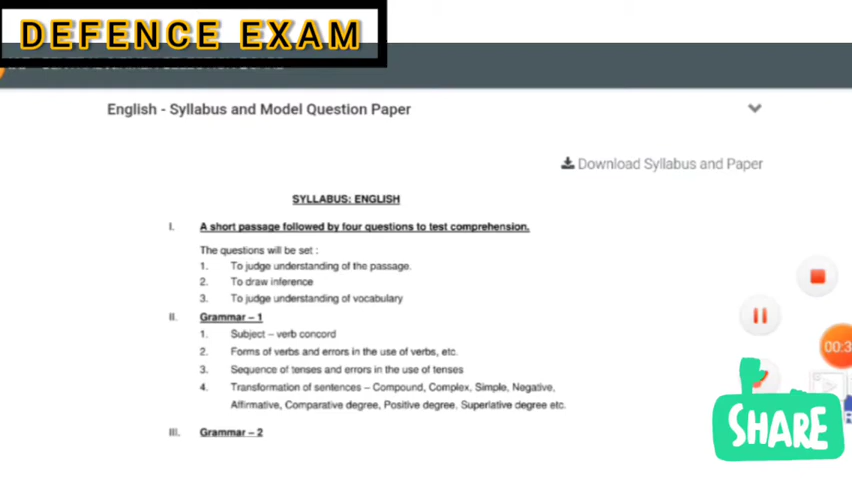 DEFENCE EXAM
English - Syllabus and Model Question Paper
Download Syllabus and Paper
SYLLABUS: ENGLISH
I. A short passage followed by four questions to test comprehension.
The questions will be set :
1. To judge understanding of the passage.
2. To draw inference
3. To judge understanding of vocabulary
II. Grammar – 1
1. Subject – verb concord
2. Forms of verbs and errors in the use of verbs, etc.
3. Sequence of tenses and errors in the use of tenses
4. Transformation of sentences – Compound, Complex, Simple, Negative,
Affirmative, Comparative degree, Positive degree, Superlative degree etc.
00:3
SHARE
III. Grammar – 2